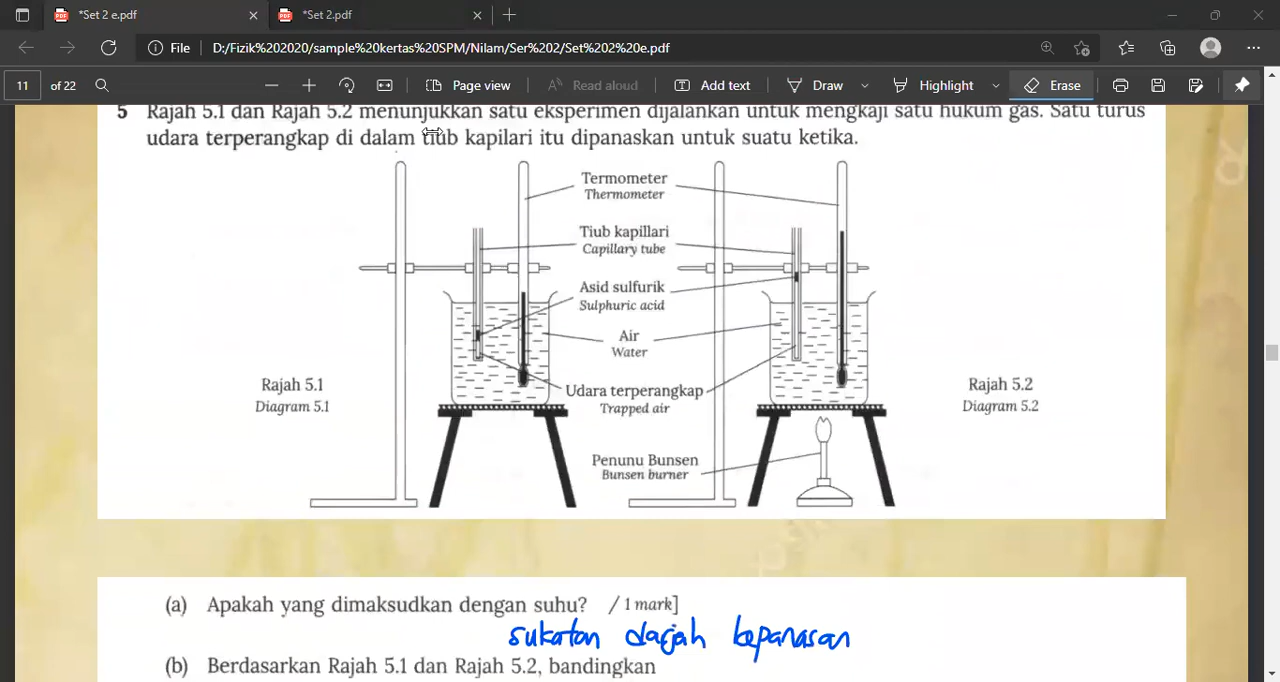 *Set 2 e.pdf
*Set 2.pdf
File
D:/Fizik%202020/sample%20kertas%20SPM/Nilam/Ser%202/Set%202%20e.pdf
11 of 22
Page view
Read aloud
Add text
Draw
Highlight
Erase
5 Rajah 5.1 dan Rajah 5.2 menunjukkan satu eksperimen dijalankan untuk mengkaji satu hukum gas. Satu turus
udara terperangkap di dalam tiub kapilari itu dipanaskan untuk suatu ketika.
Termometer
Thermometer
Tiub kapillari
Capillary tube
Asid sulfurik
Sulphuric acid
Air
Water
Rajah 5.1
Diagram 5.1
Udara terperangkap
Trapped air
Rajah 5.2
Diagram 5.2
Penunu Bunsen
Bunsen burner
(a) Apakah yang dimaksudkan dengan suhu? / 1 mark]
sukatan darjah kepanasan
(b) Berdasarkan Rajah 5.1 dan Rajah 5.2, bandingkan